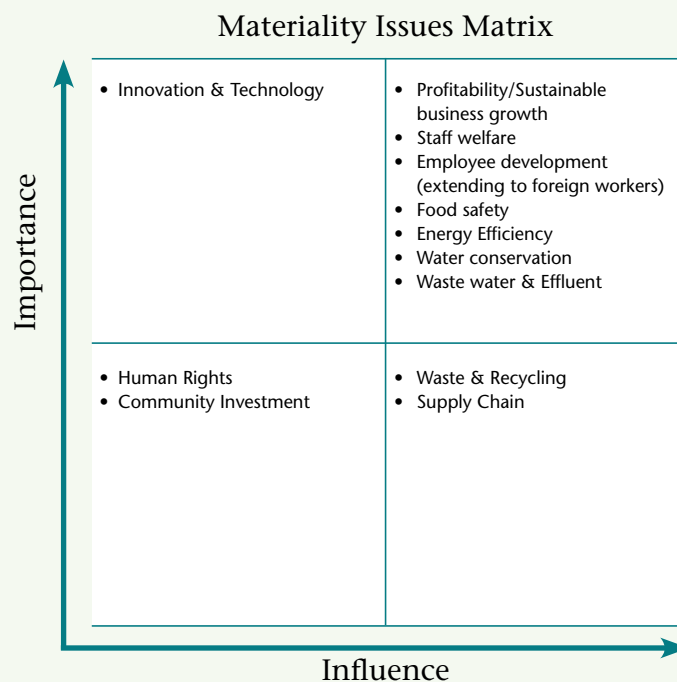 Materiality Issues Matrix
Importance
• Innovation & Technology
• Profitability/Sustainable
business growth
• Staff welfare
• Employee development
(extending to foreign workers)
• Food safety
• Energy Efficiency
• Water conservation
• Waste water & Effluent
• Human Rights
• Community Investment
• Waste & Recycling
• Supply Chain
Influence